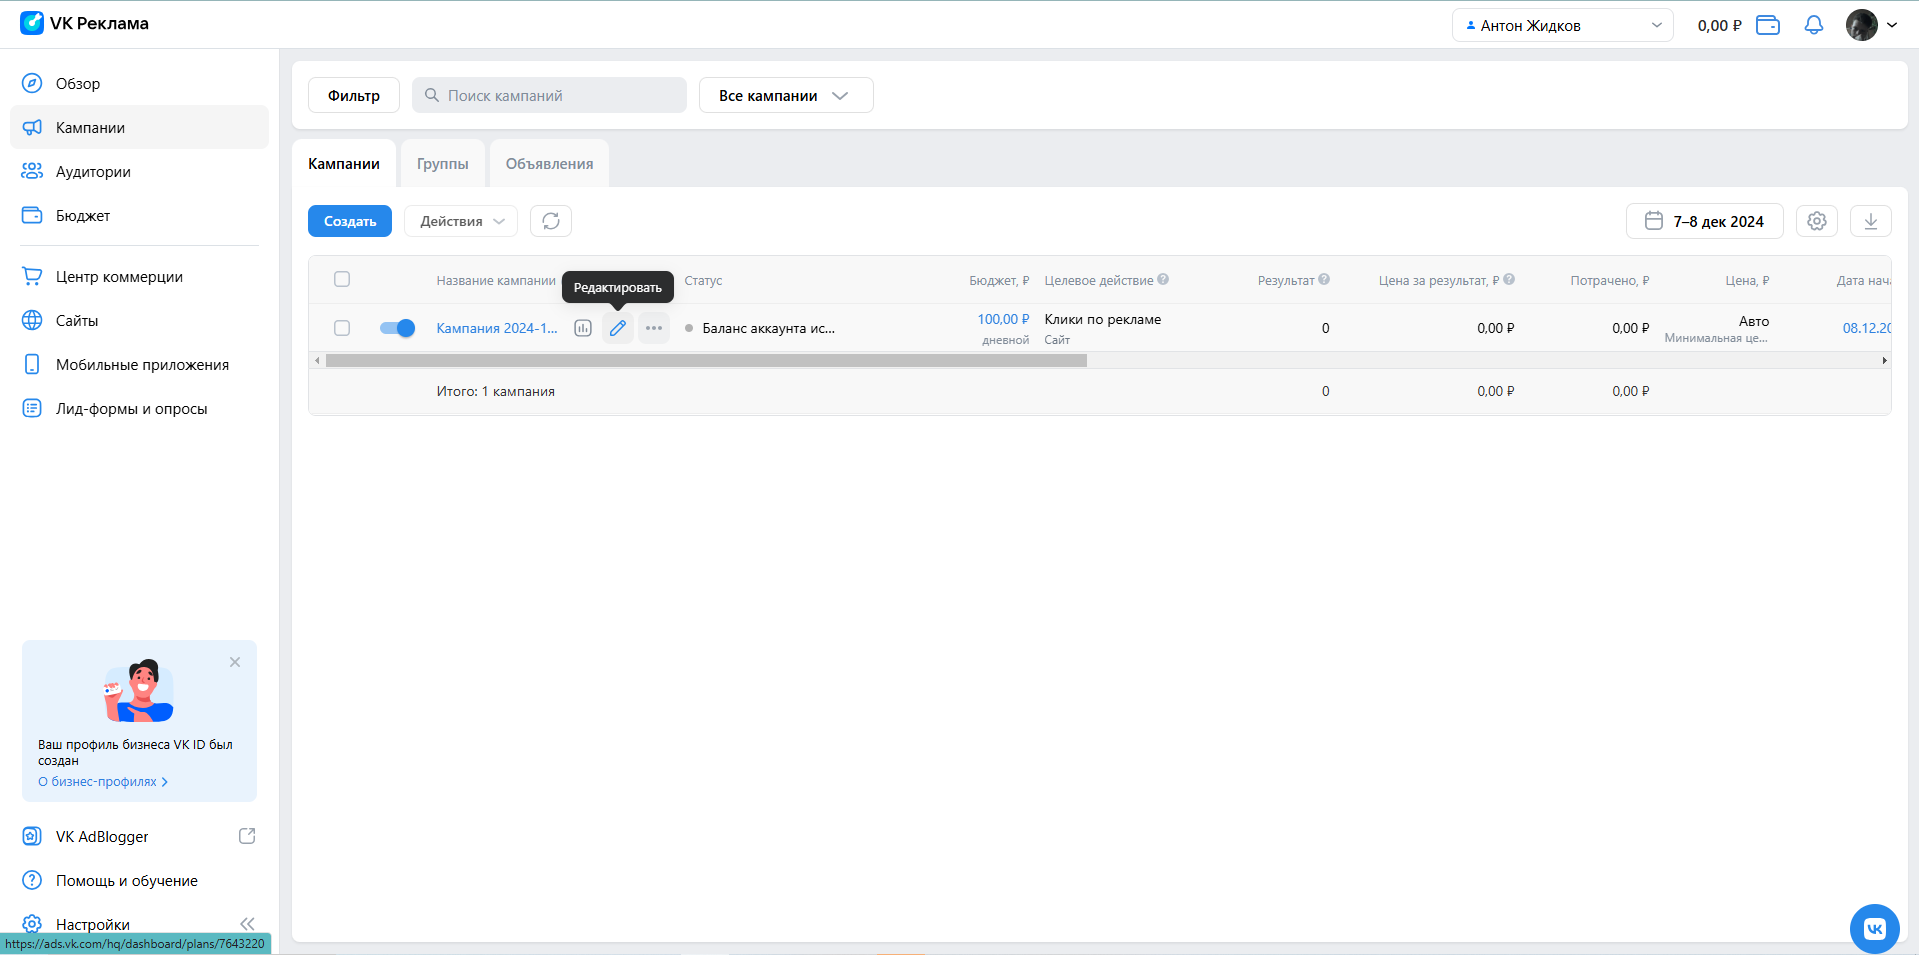 VK Реклама
Антон Жидков
0,00 ₽
Обзор
Кампании
Аудитории
Бюджет
Центр коммерции
Сайты
Мобильные приложения
Лид-формы и опросы
Фильтр
Поиск кампаний
Все кампании
Кампании
Группы
Объявления
Создать
Действия
7–8 дек 2024
Название кампании
Редактировать
Статус
Бюджет, ₽
Целевое действие
Результат
Цена за результат, ₽
Потрачено, ₽
Цена, ₽
Дата нача
Кампания 2024-1...
Баланс аккаунта ис...
100,00 ₽
дневной
Клики по рекламе
Сайт
0
0,00 ₽
0,00 ₽
Авто
Минимальная це...
08.12.20
Итого: 1 кампания
0
0,00 ₽
0,00 ₽
Ваш профиль бизнеса VK ID был
создан
О бизнес-профилях
VK AdBlogger
Помощь и обучение
Настройки
https://ads.vk.com/hq/dashboard/plans/7643220